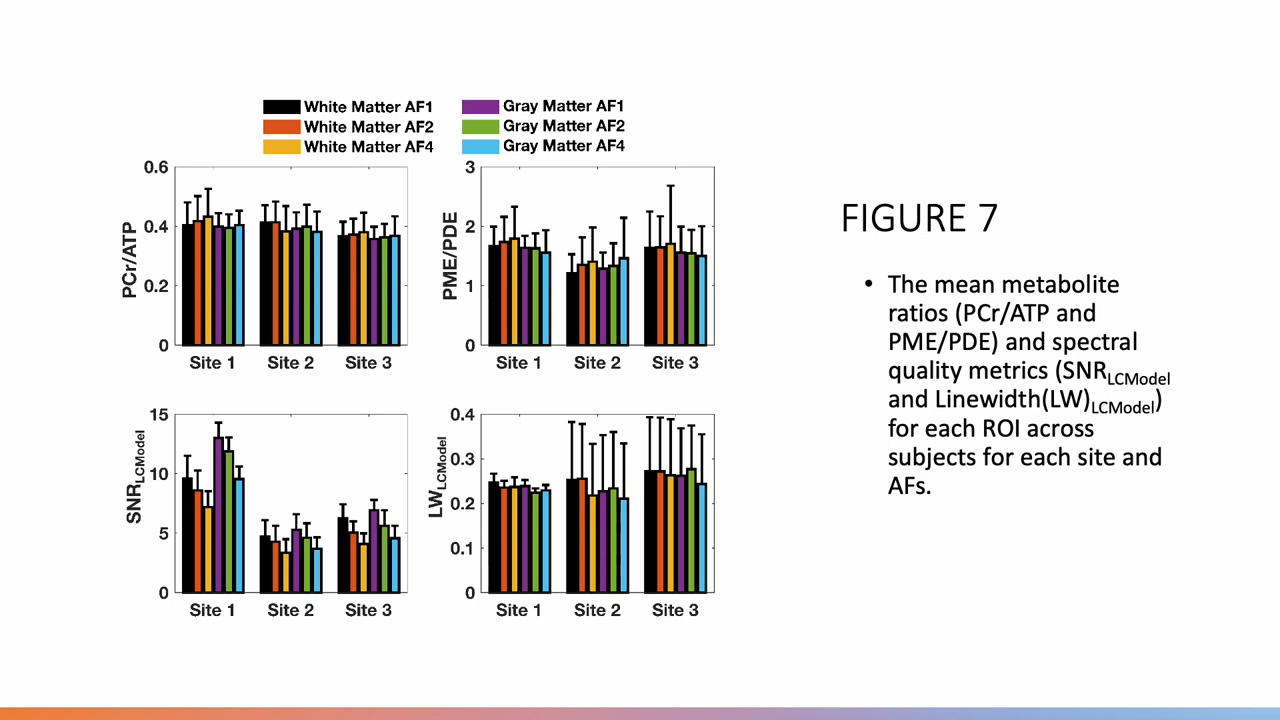 White Matter AF1
White Matter AF2
White Matter AF4
Gray Matter AF1
Gray Matter AF2
Gray Matter AF4
0.6
0.4
0.2
0
PCr/ATP
Site 1 Site 2 Site 3
3
2
1
0
PME/PDE
Site 1 Site 2 Site 3
15
10
5
0
SNRLCModel
Site 1 Site 2 Site 3
0.4
0.3
0.2
0.1
0
LWLCModel
Site 1 Site 2 Site 3
FIGURE 7
• The mean metabolite
ratios (PCr/ATP and
PME/PDE) and spectral
quality metrics (SNRLCModel
and Linewidth(LW)LCModel)
for each ROI across
subjects for each site and
AFs.